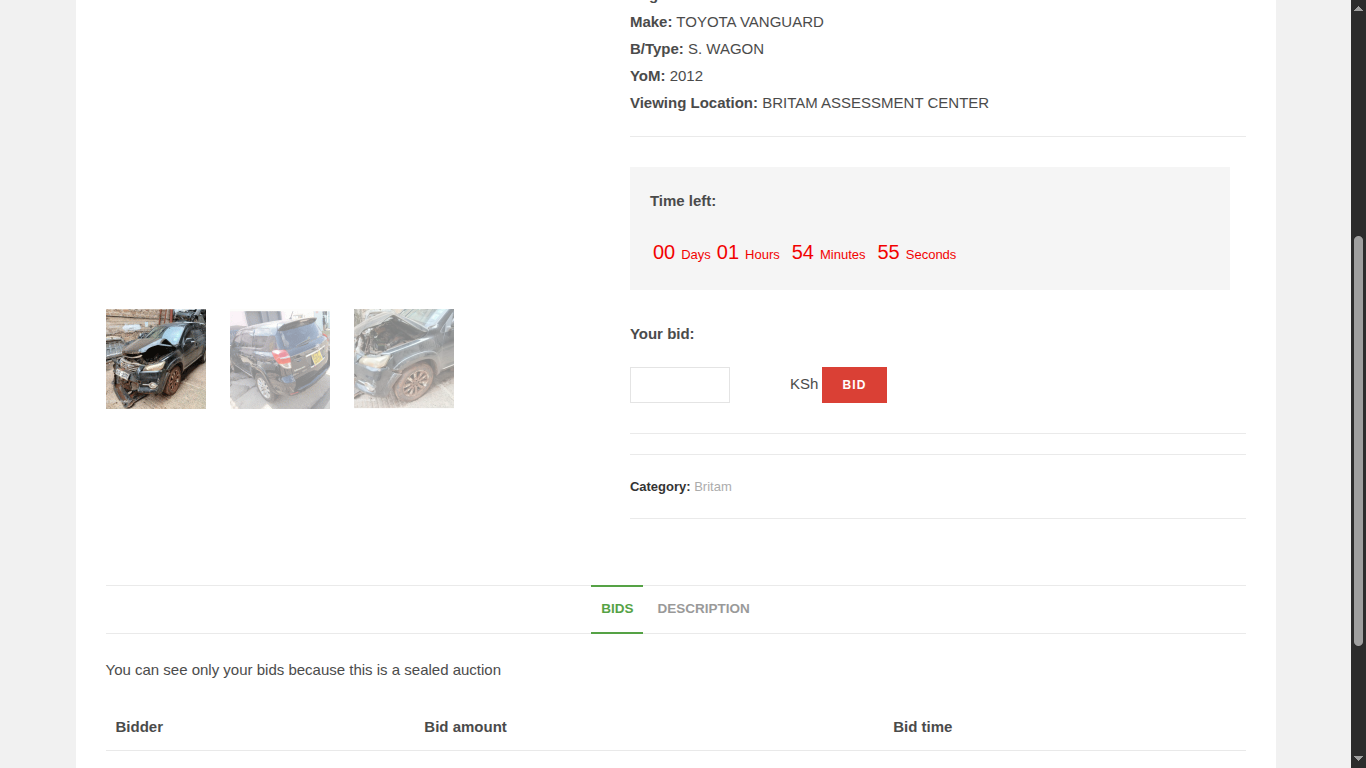 Make: TOYOTA VANGUARD
B/Type: S. WAGON
YoM: 2012
Viewing Location: BRITAM ASSESSMENT CENTER
Time left:
00 Days 01 Hours 54 Minutes 55 Seconds
Your bid:
KSh BID
Category: Britam
BIDS DESCRIPTION
You can see only your bids because this is a sealed auction
Bidder Bid amount Bid time